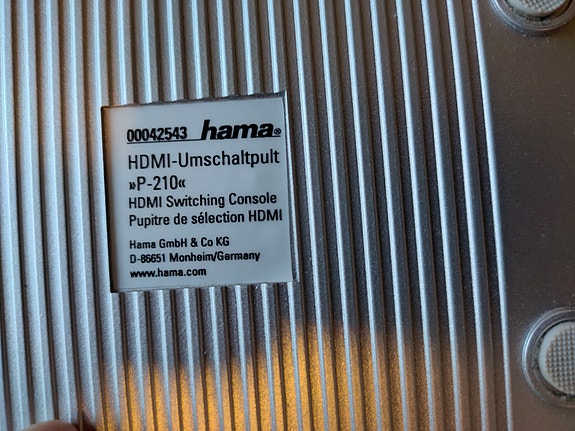 00042543 hama®
HDMI-Umschaltpult
»P-210«
HDMI Switching Console
Pupitre de sélection HDMI
Hama GmbH & Co KG
D-86651 Monheim/Germany
www.hama.com